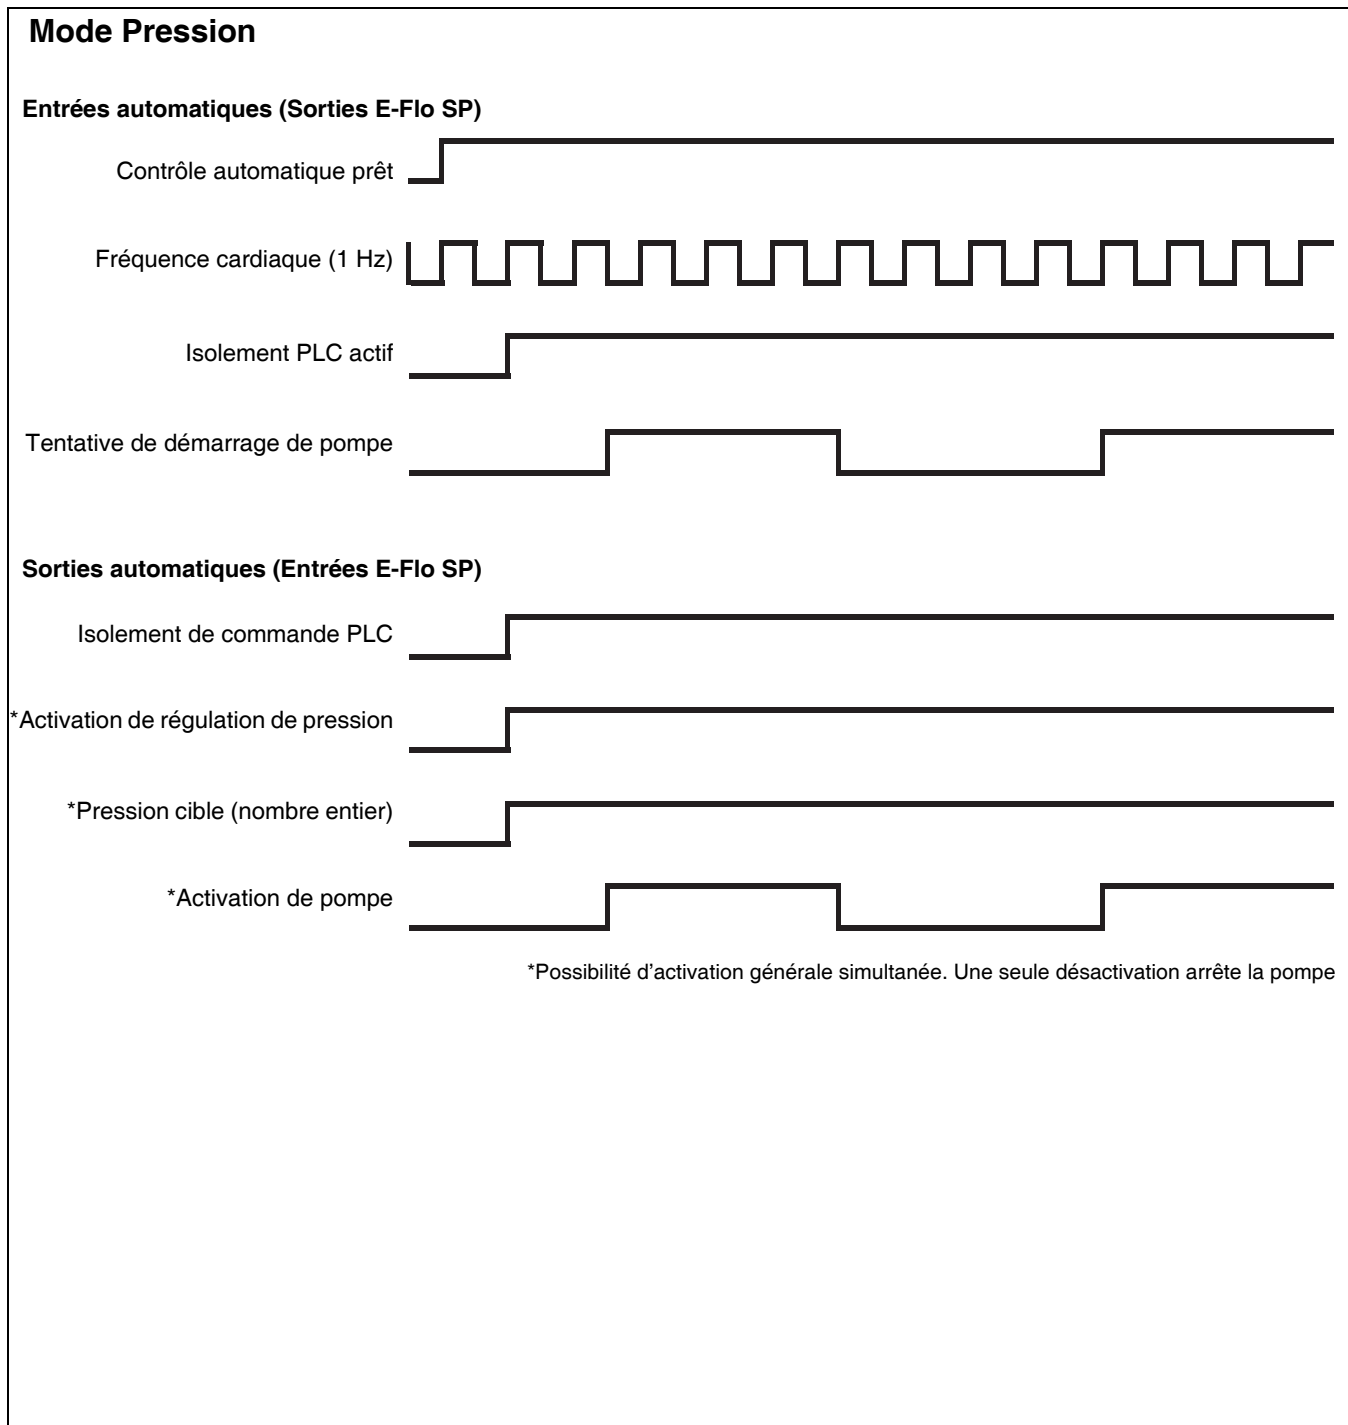 Mode Pression
Entrées automatiques (Sorties E-Flo SP)
Contrôle automatique prêt
Fréquence cardiaque (1 Hz)
Isolement PLC actif
Tentative de démarrage de pompe
Sorties automatiques (Entrées E-Flo SP)
Isolement de commande PLC
*Activation de régulation de pression
*Pression cible (nombre entier)
*Activation de pompe
*Possibilité d’activation générale simultanée. Une seule désactivation arrête la pompe